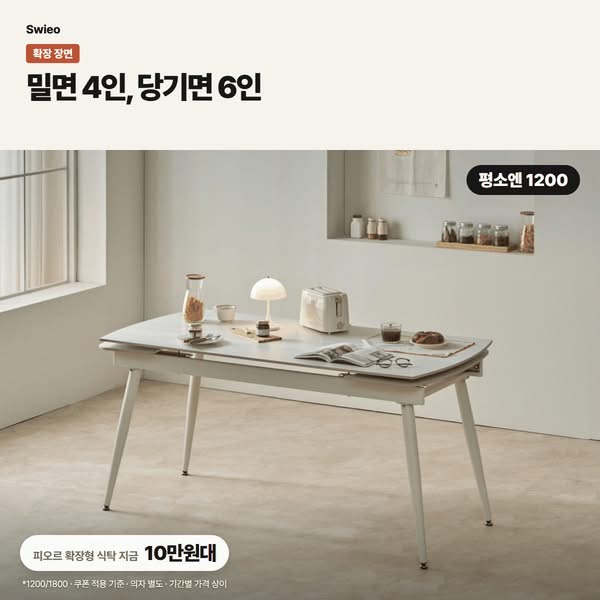 Swieo
확장 장면
밀면 4인, 당기면 6인
평소엔 1200
피오르 확장형 식탁 지금 10만원대
*1200/1800 · 쿠폰 적용 기준 · 의자 별도 · 기간별 가격 상이